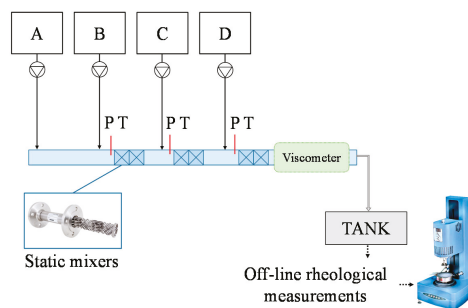 A B C D
P T P T P T
Viscometer
Static mixers
TANK
Off-line rheological
measurements